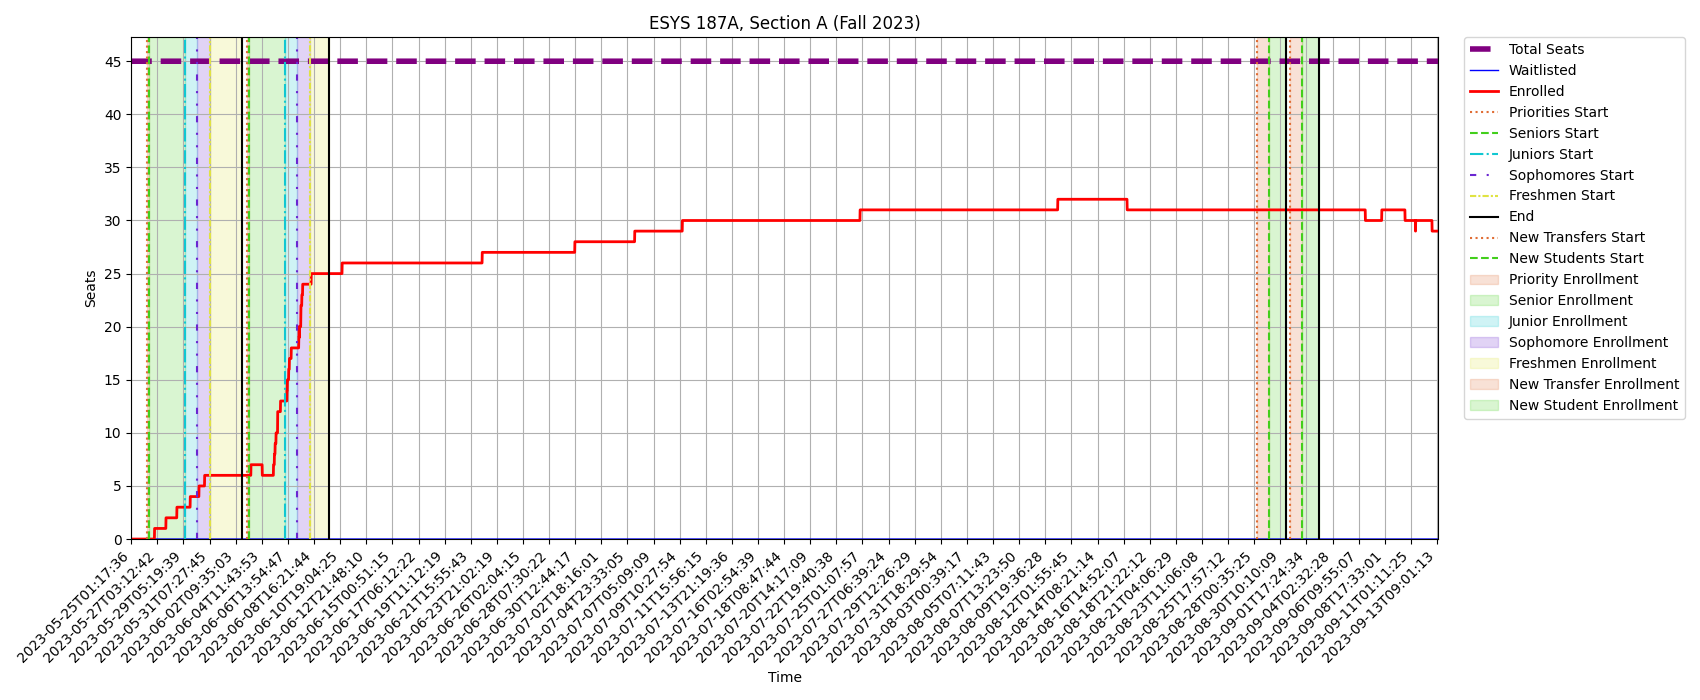 ESYS 187A, Section A (Fall 2023)
Seats
45
40
35
30
25
20
15
10
5
0
2023-05-25T01:17:36
2023-05-27T03:12:42
2023-05-29T05:19:39
2023-05-31T07:27:45
2023-06-02T09:35:03
2023-06-04T11:43:53
2023-06-06T13:54:47
2023-06-08T16:21:44
2023-06-10T19:04:25
2023-06-12T21:48:10
2023-06-15T00:51:15
2023-06-17T06:12:22
2023-06-19T11:12:19
2023-06-21T15:55:43
2023-06-23T21:02:19
2023-06-26T02:04:15
2023-06-28T07:30:22
2023-06-30T12:44:17
2023-07-02T18:16:01
2023-07-04T23:33:05
2023-07-07T05:09:09
2023-07-09T10:27:54
2023-07-11T15:56:15
2023-07-13T21:19:36
2023-07-16T02:54:39
2023-07-18T08:47:44
2023-07-20T14:17:09
2023-07-22T19:40:38
2023-07-25T01:07:57
2023-07-27T06:39:24
2023-07-29T12:26:29
2023-07-31T18:29:54
2023-08-03T00:39:17
2023-08-05T07:11:43
2023-08-07T13:23:50
2023-08-09T19:36:28
2023-08-12T01:55:45
2023-08-14T08:21:14
2023-08-16T14:52:07
2023-08-18T21:22:12
2023-08-21T04:06:29
2023-08-23T11:06:08
2023-08-25T17:57:12
2023-08-28T00:35:25
2023-08-30T10:10:09
2023-09-01T17:24:34
2023-09-04T02:32:28
2023-09-06T09:55:07
2023-09-08T17:33:01
2023-09-11T01:11:25
2023-09-13T09:01:13
Time
Total Seats
Waitlisted
Enrolled
Priorities Start
Seniors Start
Juniors Start
Sophomores Start
Freshmen Start
End
New Transfers Start
New Students Start
Priority Enrollment
Senior Enrollment
Junior Enrollment
Sophomore Enrollment
Freshmen Enrollment
New Transfer Enrollment
New Student Enrollment